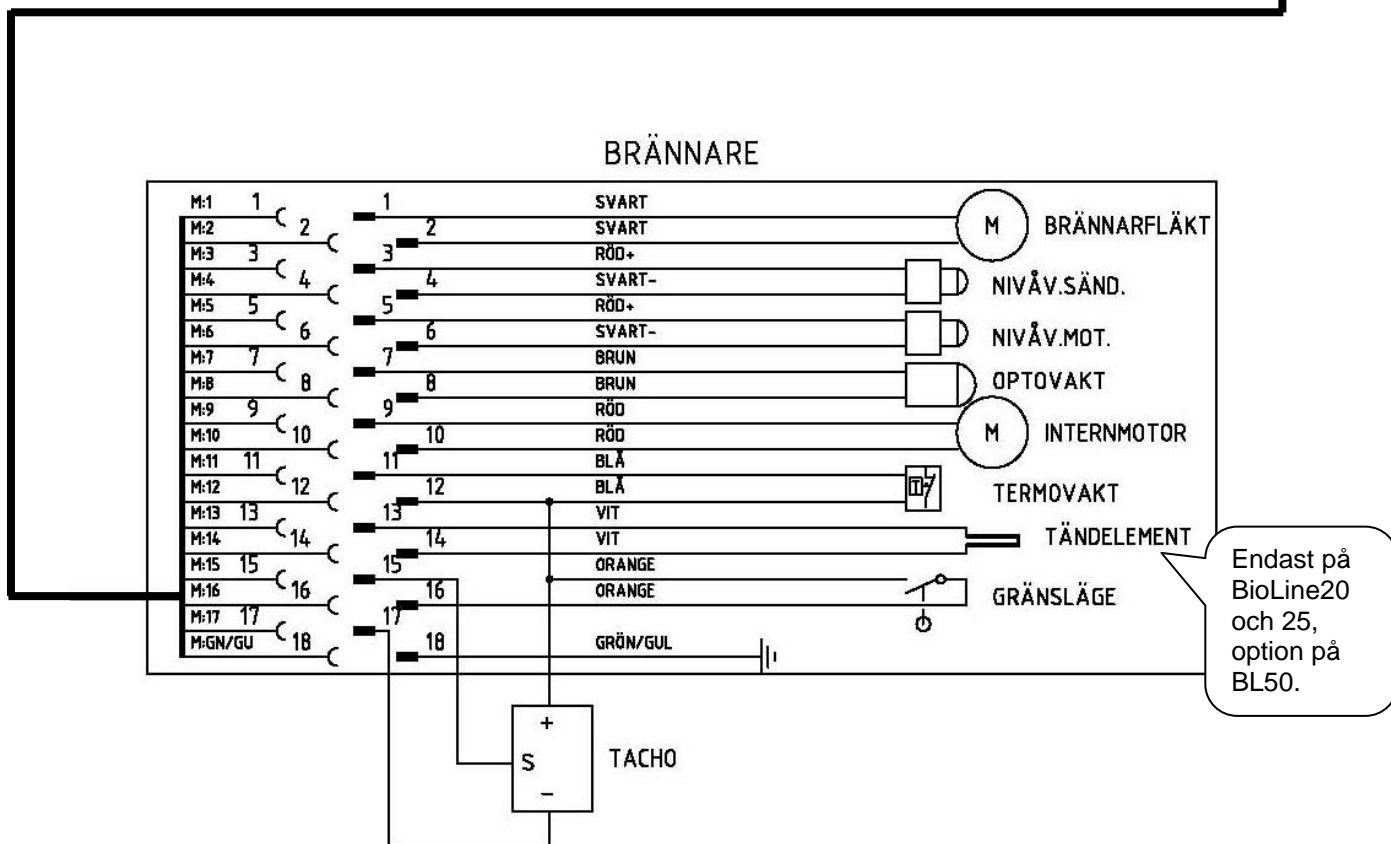 BRÄNNARE
M:1 1 1 SVART
M:2 2 2 SVART
BRÄNNARFLÄKT
M
M:3 3 3 RÖD+
M:4 4 4 SVART-
NIVÅV.SÄND.
M:5 5 5 RÖD+
M:6 6 6 SVART-
NIVÅV.MOT.
M:7 7 7 BRUN
M:8 8 8 BRUN
OPTOVAKT
M:9 9 9 RÖD
M:10 10 10 RÖD
M
INTERNMOTOR
M:11 11 11 BLÅ
M:12 12 12 BLÅ
T
TERMOVAKT
M:13 13 13 VIT
M:14 14 14 VIT
TÄNDELEMENT
M:15 15 15 ORANGE
M:16 16 16 ORANGE
GRÄNSLÄGE
M:17 17 17
M:GN/GU 18 18 GRÖN/GUL
Endast på
BioLine20
och 25,
option på
BL50.
+
S
-
TACHO